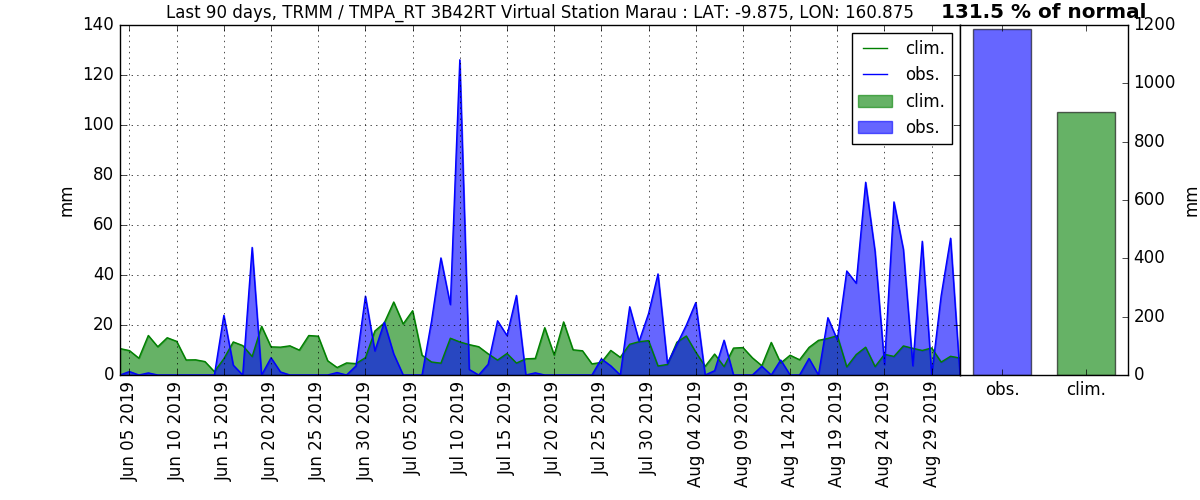 Last 90 days, TRMM / TMPA_RT 3B42RT Virtual Station Marau : LAT: -9.875, LON: 160.875
131.5 % of normal
140
120
100
80
60
40
20
0
mm
clim.
obs.
clim.
obs.
1200
1000
800
600
400
200
0
mm
Jun 05 2019
Jun 10 2019
Jun 15 2019
Jun 20 2019
Jun 25 2019
Jun 30 2019
Jul 05 2019
Jul 10 2019
Jul 15 2019
Jul 20 2019
Jul 25 2019
Jul 30 2019
Aug 04 2019
Aug 09 2019
Aug 14 2019
Aug 19 2019
Aug 24 2019
Aug 29 2019
obs.
clim.